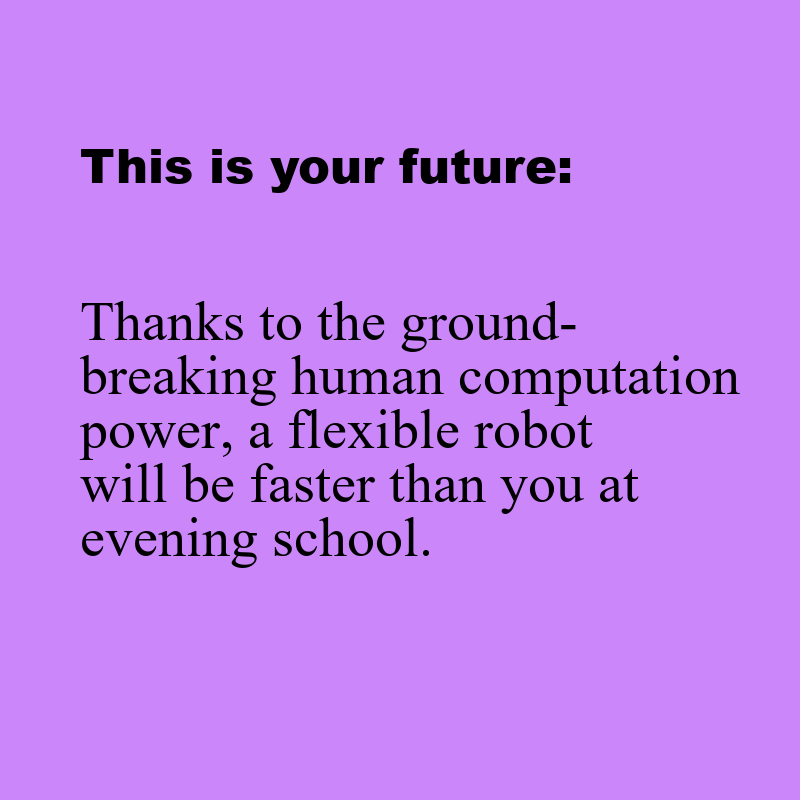 This is your future:
Thanks to the ground-
breaking human computation
power, a flexible robot
will be faster than you at
evening school.